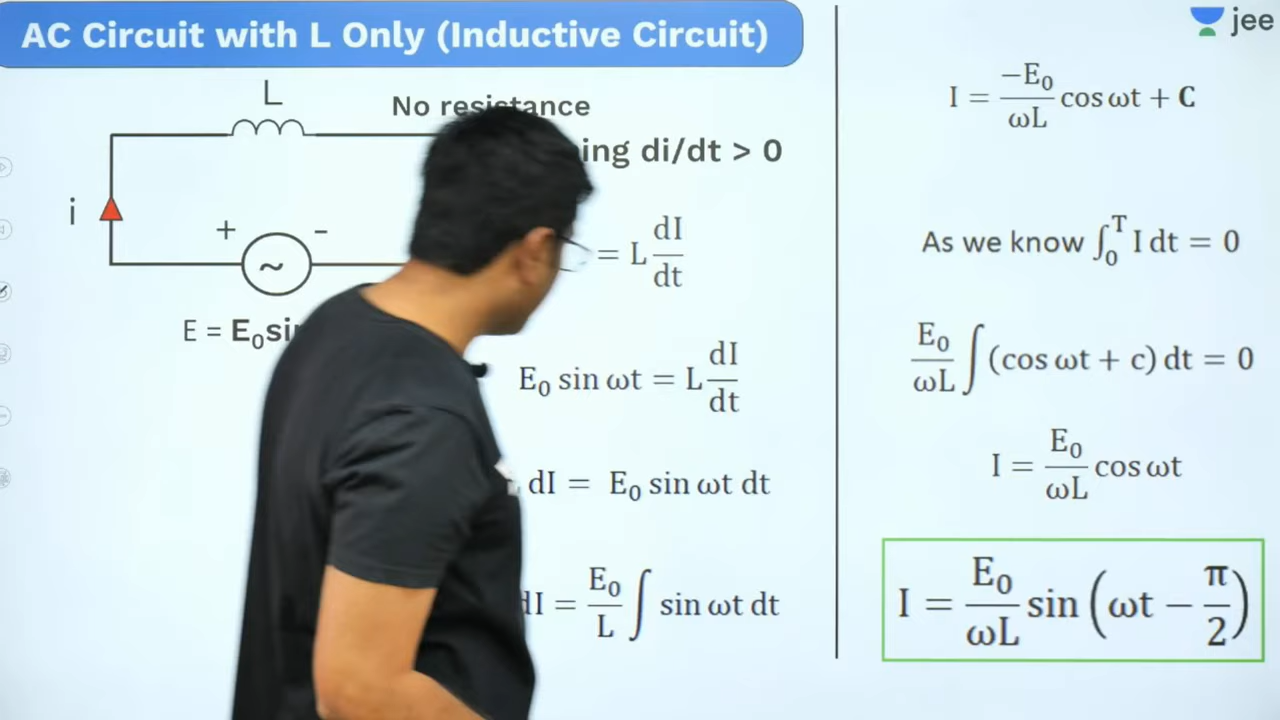 AC Circuit with L Only (Inductive Circuit)
jee
L
No resistance
ing di/dt > 0
i
+ -
~
= L dI/dt
E = E₀si
E₀ sin ωt = L dI/dt
dI = E₀ sin ωt dt
dI = E₀/L ∫ sin ωt dt
I = −E₀/ωL cos ωt + C
As we know ∫₀ᵀ I dt = 0
E₀/ωL ∫ (cos ωt + c) dt = 0
I = E₀/ωL cos ωt
I = E₀/ωL sin (ωt − π/2)